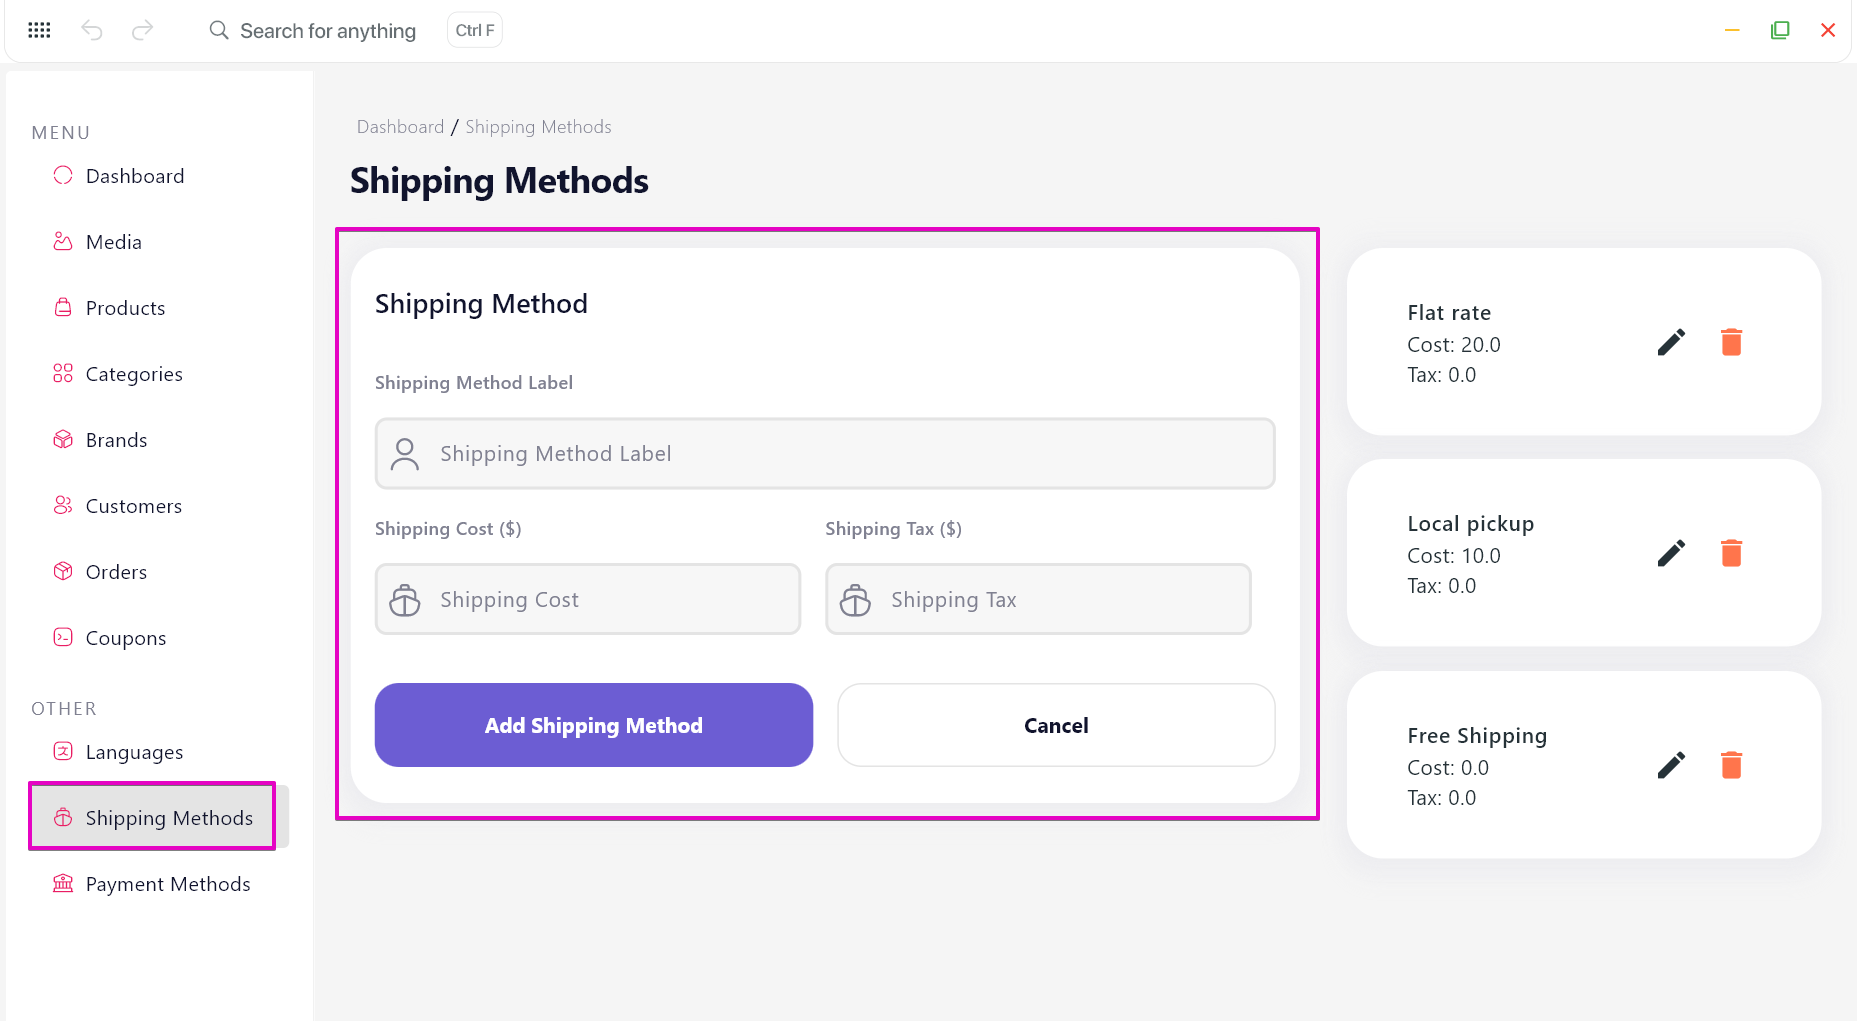 Search for anything
Ctrl F
MENU
Dashboard
Media
Products
Categories
Brands
Customers
Orders
Coupons
OTHER
Languages
Shipping Methods
Payment Methods
Dashboard / Shipping Methods
Shipping Methods
Shipping Method
Shipping Method Label
Shipping Method Label
Shipping Cost ($)
Shipping Tax ($)
Shipping Cost
Shipping Tax
Add Shipping Method
Cancel
Flat rate
Cost: 20.0
Tax: 0.0
Local pickup
Cost: 10.0
Tax: 0.0
Free Shipping
Cost: 0.0
Tax: 0.0